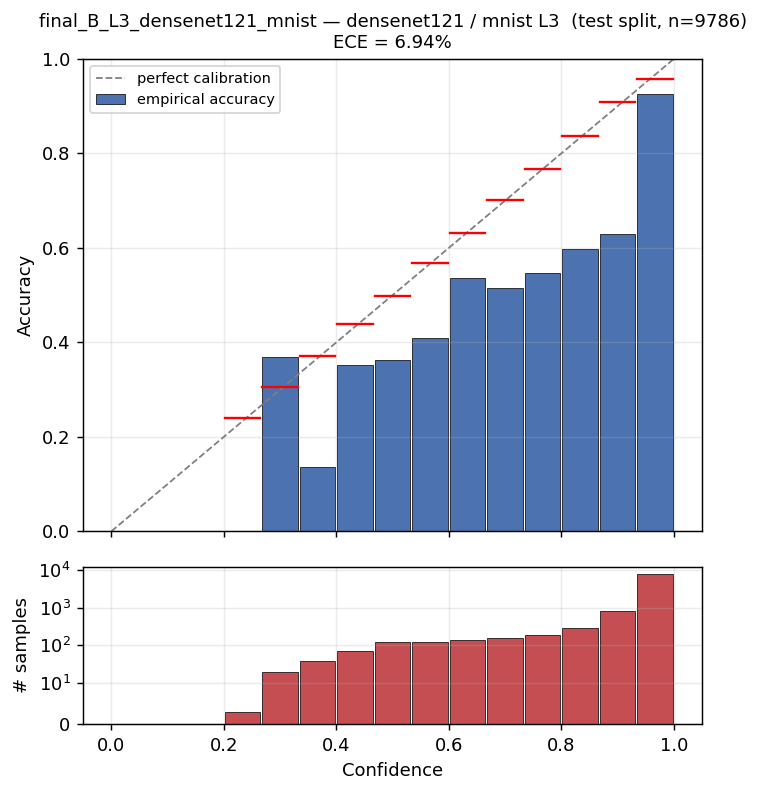 final_B_L3_densenet121_mnist — densenet121 / mnist L3  (test split, n=9786)
ECE = 6.94%
perfect calibration
empirical accuracy
1.0
0.8
0.6
0.4
0.2
0.0
Accuracy
10^4
10^3
10^2
10^1
0
# samples
0.0 0.2 0.4 0.6 0.8 1.0
Confidence